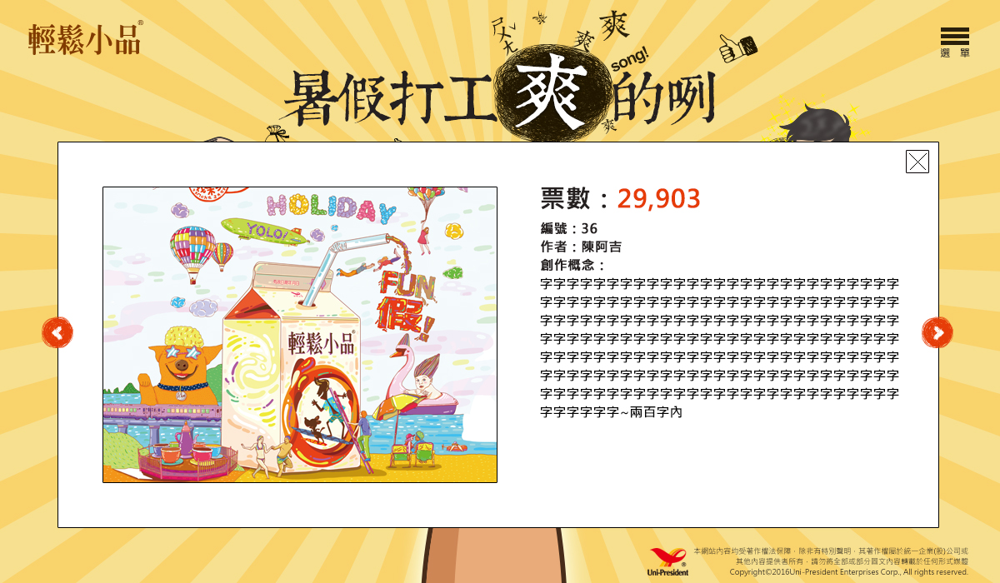 輕鬆小品®
選 單
ㄕㄨㄤˇ
爽
爽
爽
song!
暑假打工爽的咧
爽
票數：29,903
編號：36
作者：陳阿吉
創作概念：
字字字字字字字字字字字字字字字字字字字字字字字字字字字
字字字字字字字字字字字字字字字字字字字字字字字字字字字
字字字字字字字字字字字字字字字字字字字字字字字字字字字
字字字字字字字字字字字字字字字字字字字字字字字字字字字
字字字字字字字字字字字字字字字字字字字字字字字字字字字
字字字字字字字字字字字字字字字字字字字字字字字字字字字
字字字字字字字字字字字字字字字字字字字字字字字字字字字
字字字字字字~兩百字內
HOLIDAY
YOLO!
FUN
假!
輕鬆小品®
Uni-President
本網站內容均受著作權法保障，除非有特別聲明，其著作權屬於統一企業(股)公司或
其他內容提供者所有，請勿將全部或部分圖文內容轉載於任何形式媒體
Copyright©2016Uni-President Enterprises Corp., All rights reserved.